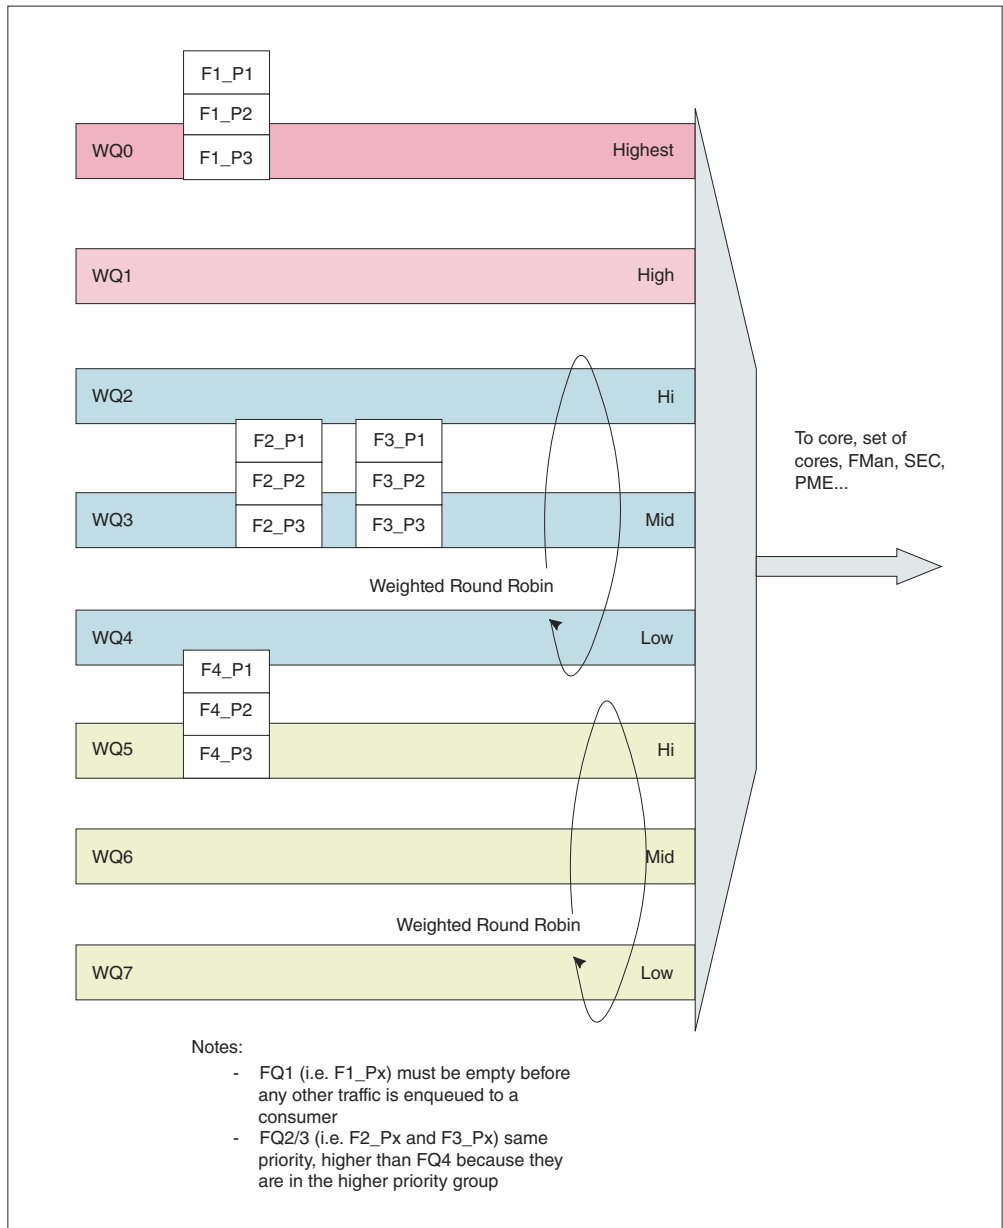 F1_P1
F1_P2
WQ0
F1_P3
Highest
WQ1
High
WQ2
Hi
F2_P1
F3_P1
F2_P2
F3_P2
WQ3
F2_P3
F3_P3
Mid
To core, set of
cores, FMan, SEC,
PME...
Weighted Round Robin
WQ4
Low
F4_P1
F4_P2
WQ5
F4_P3
Hi
WQ6
Mid
Weighted Round Robin
WQ7
Low
Notes:
- FQ1 (i.e. F1_Px) must be empty before
any other traffic is enqueued to a
consumer
- FQ2/3 (i.e. F2_Px and F3_Px) same
priority, higher than FQ4 because they
are in the higher priority group